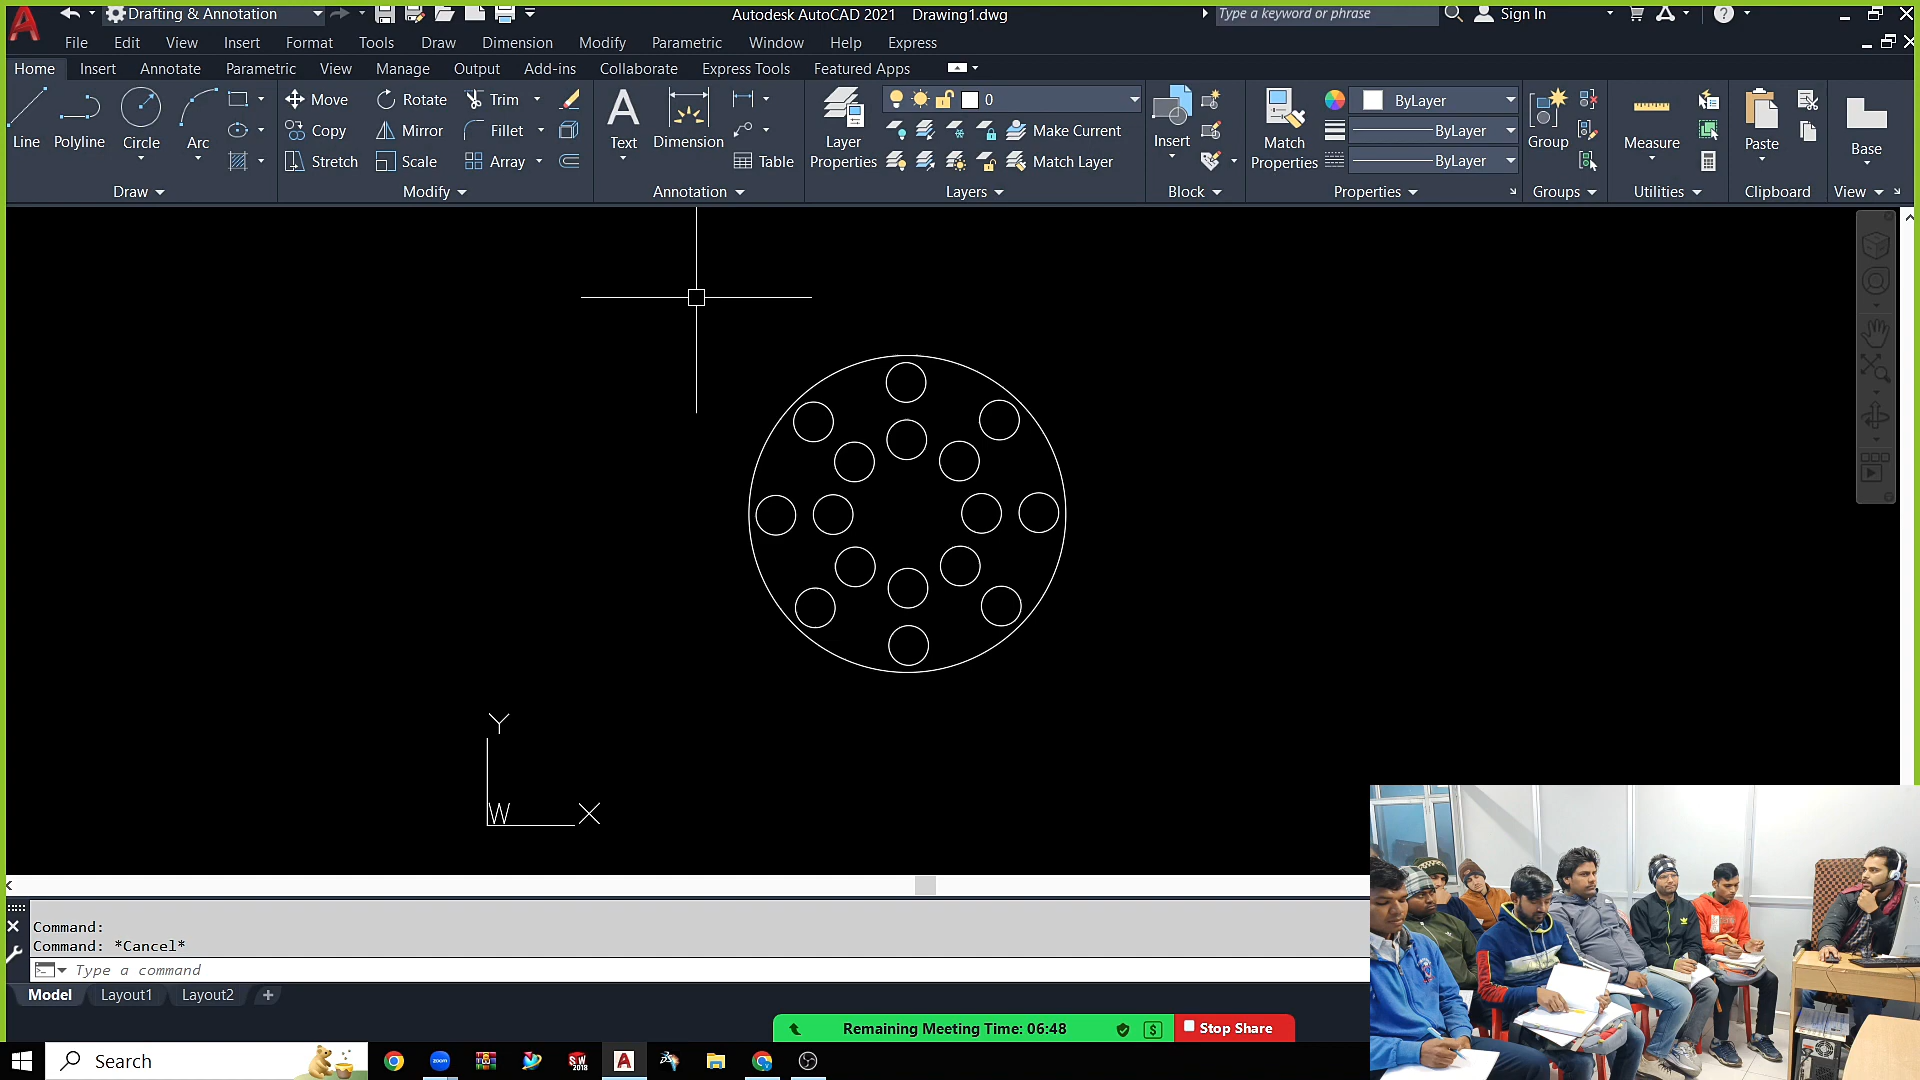 Drafting & Annotation
Autodesk AutoCAD 2021 Drawing1.dwg
Type a keyword or phrase
Sign In
File Edit View Insert Format Tools Draw Dimension Modify Parametric Window Help Express
Home Insert Annotate Parametric View Manage Output Add-ins Collaborate Express Tools Featured Apps
Line Polyline Circle Arc
Move Rotate Trim
Copy Mirror Fillet
Stretch Scale Array
Text Dimension Table
Layer Properties
0
Make Current
Match Layer
Insert
Match Properties
ByLayer
ByLayer
ByLayer
Group
Measure
Paste
Base
Draw Modify Annotation Layers Block Properties Groups Utilities Clipboard View
Y
W X
Command:
Command: *Cancel*
Type a command
Model Layout1 Layout2 +
Remaining Meeting Time: 06:48
Stop Share
Search
zoom
SW
2018
A